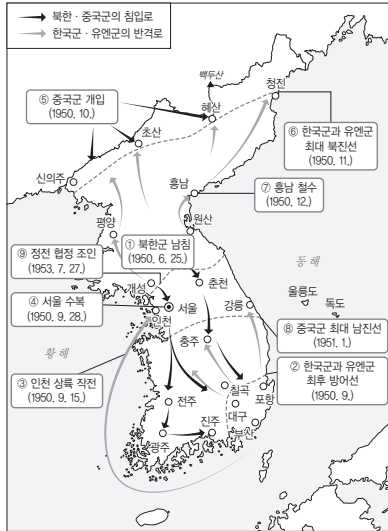 북한·중국군의 침입로
한국군·유엔군의 반격로
백두산
청진
⑤ 중국군 개입
(1950. 10.)
혜산
초산
⑥ 한국군과 유엔군
최대 북진선
(1950. 11.)
신의주
흥남
⑦ 흥남 철수
(1950. 12.)
평양
원산
① 북한군 남침
(1950. 6. 25.)
⑨ 정전 협정 조인
(1953. 7. 27.)
동해
개성
춘천
울릉도
독도
④ 서울 수복
(1950. 9. 28.)
서울
강릉
인천
⑧ 중국군 최대 남진선
(1951. 1.)
충주
황해
② 한국군과 유엔군
최후 방어선
(1950. 9.)
③ 인천 상륙 작전
(1950. 9. 15.)
칠곡
포항
전주
대구
진주
부산
광주